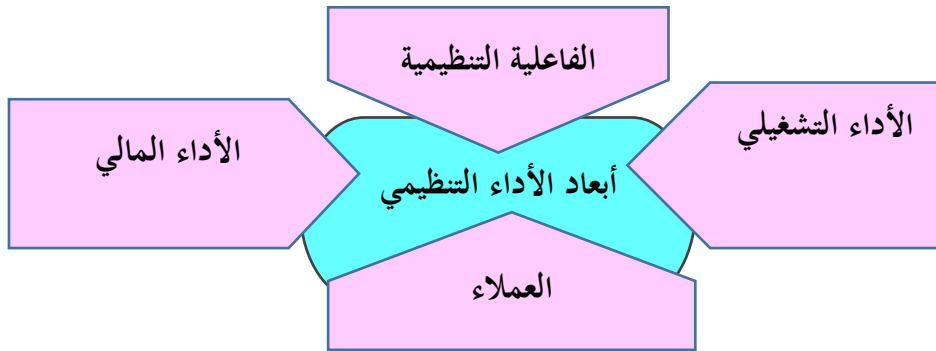 الفاعلية التنظيمية
الأداء التشغيلي
الأداء المالي
أبعاد الأداء التنظيمي
العملاء